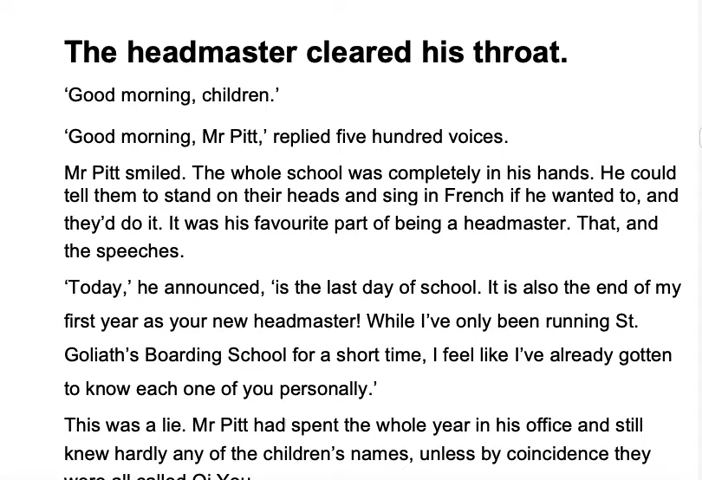 The headmaster cleared his throat.
‘Good morning, children.’
‘Good morning, Mr Pitt,’ replied five hundred voices.
Mr Pitt smiled. The whole school was completely in his hands. He could
tell them to stand on their heads and sing in French if he wanted to, and
they’d do it. It was his favourite part of being a headmaster. That, and
the speeches.
‘Today,’ he announced, ‘is the last day of school. It is also the end of my
first year as your new headmaster! While I’ve only been running St.
Goliath’s Boarding School for a short time, I feel like I’ve already gotten
to know each one of you personally.’
This was a lie. Mr Pitt had spent the whole year in his office and still
knew hardly any of the children’s names, unless by coincidence they
were all called Oi You